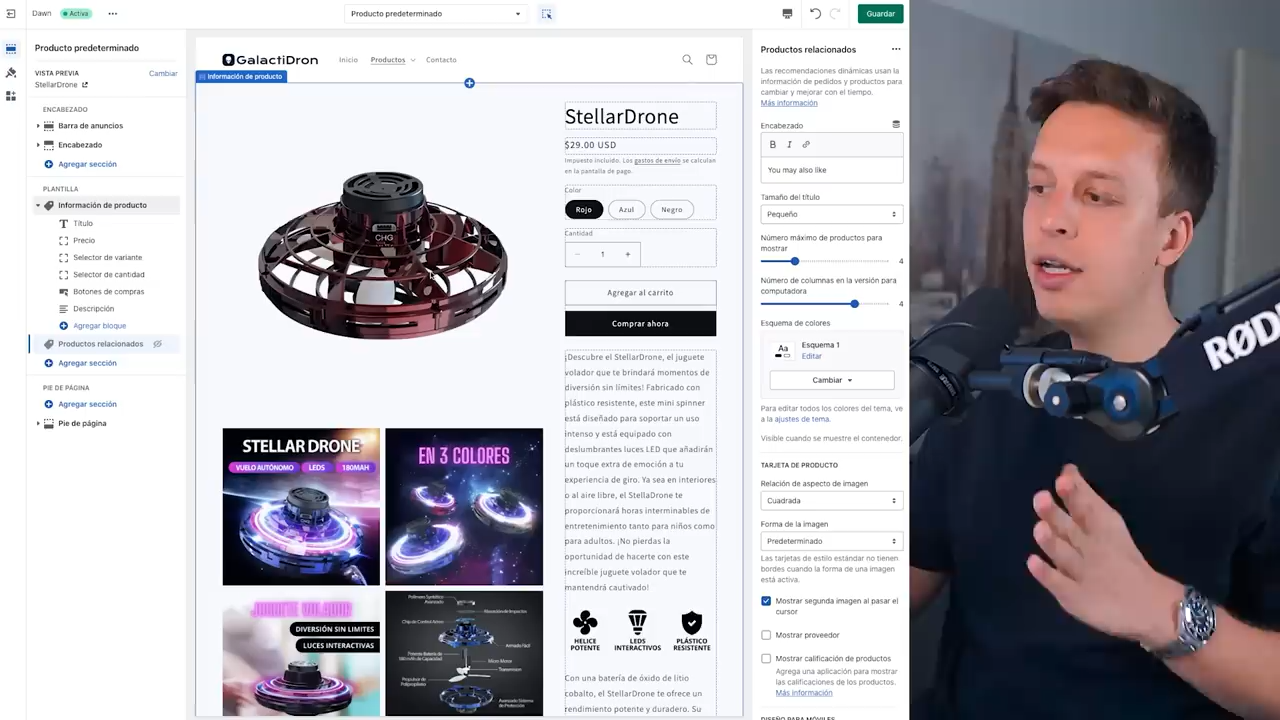 Dawn
Activa
Producto predeterminado
Guardar
Producto predeterminado
VISTA PREVIA
Cambiar
StellarDrone
ENCABEZADO
Barra de anuncios
Encabezado
Agregar sección
PLANTILLA
Información de producto
Título
Precio
Selector de variante
Selector de cantidad
Botones de compras
Descripción
Agregar bloque
Productos relacionados
Agregar sección
PIE DE PÁGINA
Agregar sección
Pie de página
GalactiDron
Inicio
Productos
Contacto
Información de producto
CHG
StellarDrone
$29.00 USD
Impuesto incluido. Los gastos de envío se calculan
en la pantalla de pago.
Color
Rojo
Azul
Negro
Cantidad
1
Agregar al carrito
Comprar ahora
¡Descubre el StellarDrone, el juguete
volador que te brindará momentos de
diversión sin límites! Fabricado con
plástico resistente, este mini spinner
está diseñado para soportar un uso
intenso y está equipado con
deslumbrantes luces LED que añadirán
un toque extra de emoción a tu
experiencia de giro. Ya sea en interiores
o al aire libre, el StellaDrone te
proporcionará horas interminables de
entretenimiento tanto para niños como
para adultos. ¡No pierdas la
oportunidad de hacerte con este
increíble juguete volador que te
mantendrá cautivado!
HELICE
POTENTE
LEDS
INTERACTIVOS
PLÁSTICO
RESISTENTE
Con una batería de óxido de litio
cobalto, el StellarDrone te ofrece un
rendimiento potente y duradero. Su
STELLAR DRONE
VUELO AUTÓNOMO
LEDS
180MAH
EN 3 COLORES
JUGUETE VOLADOR
DIVERSIÓN SIN LIMITES
LUCES INTERACTIVAS
Productos relacionados
Las recomendaciones dinámicas usan la
información de pedidos y productos para
cambiar y mejorar con el tiempo.
Más información
Encabezado
B
I
You may also like
Tamaño del título
Pequeño
Número máximo de productos para
mostrar
4
Número de columnas en la versión para
computadora
4
Esquema de colores
Aa
Esquema 1
Editar
Cambiar
Para editar todos los colores del tema, ve
a la ajustes de tema.
Visible cuando se muestre el contenedor.
TARJETA DE PRODUCTO
Relación de aspecto de imagen
Cuadrada
Forma de la imagen
Predeterminado
Las tarjetas de estilo estándar no tienen
bordes cuando la forma de una imagen
está activa.
Mostrar segunda imagen al pasar el
cursor
Mostrar proveedor
Mostrar calificación de productos
Agrega una aplicación para mostrar
las calificaciones de los productos.
Más información
DISEÑO PARA MÓVILES
RØD